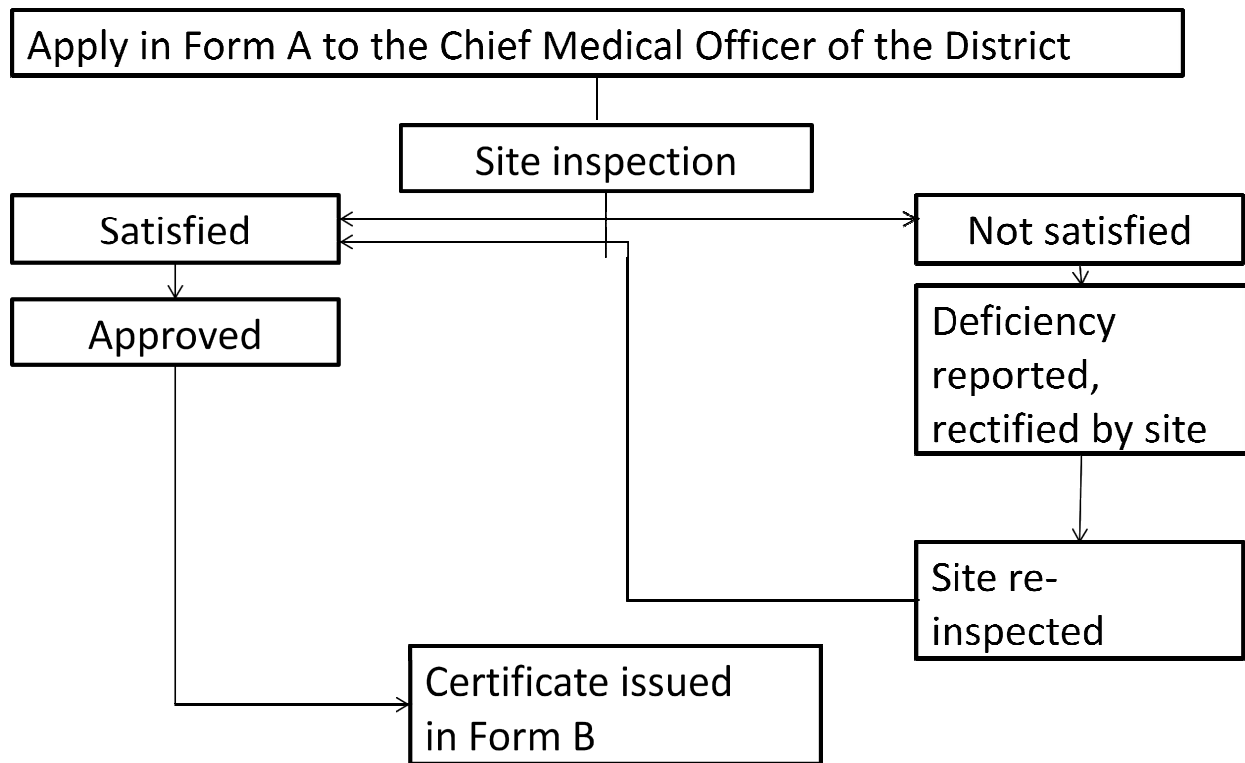 Apply in Form A to the Chief Medical Officer of the District
Site inspection
Satisfied
Not satisfied
Approved
Deficiency
reported,
rectified by site
Site re-
inspected
Certificate issued
in Form B